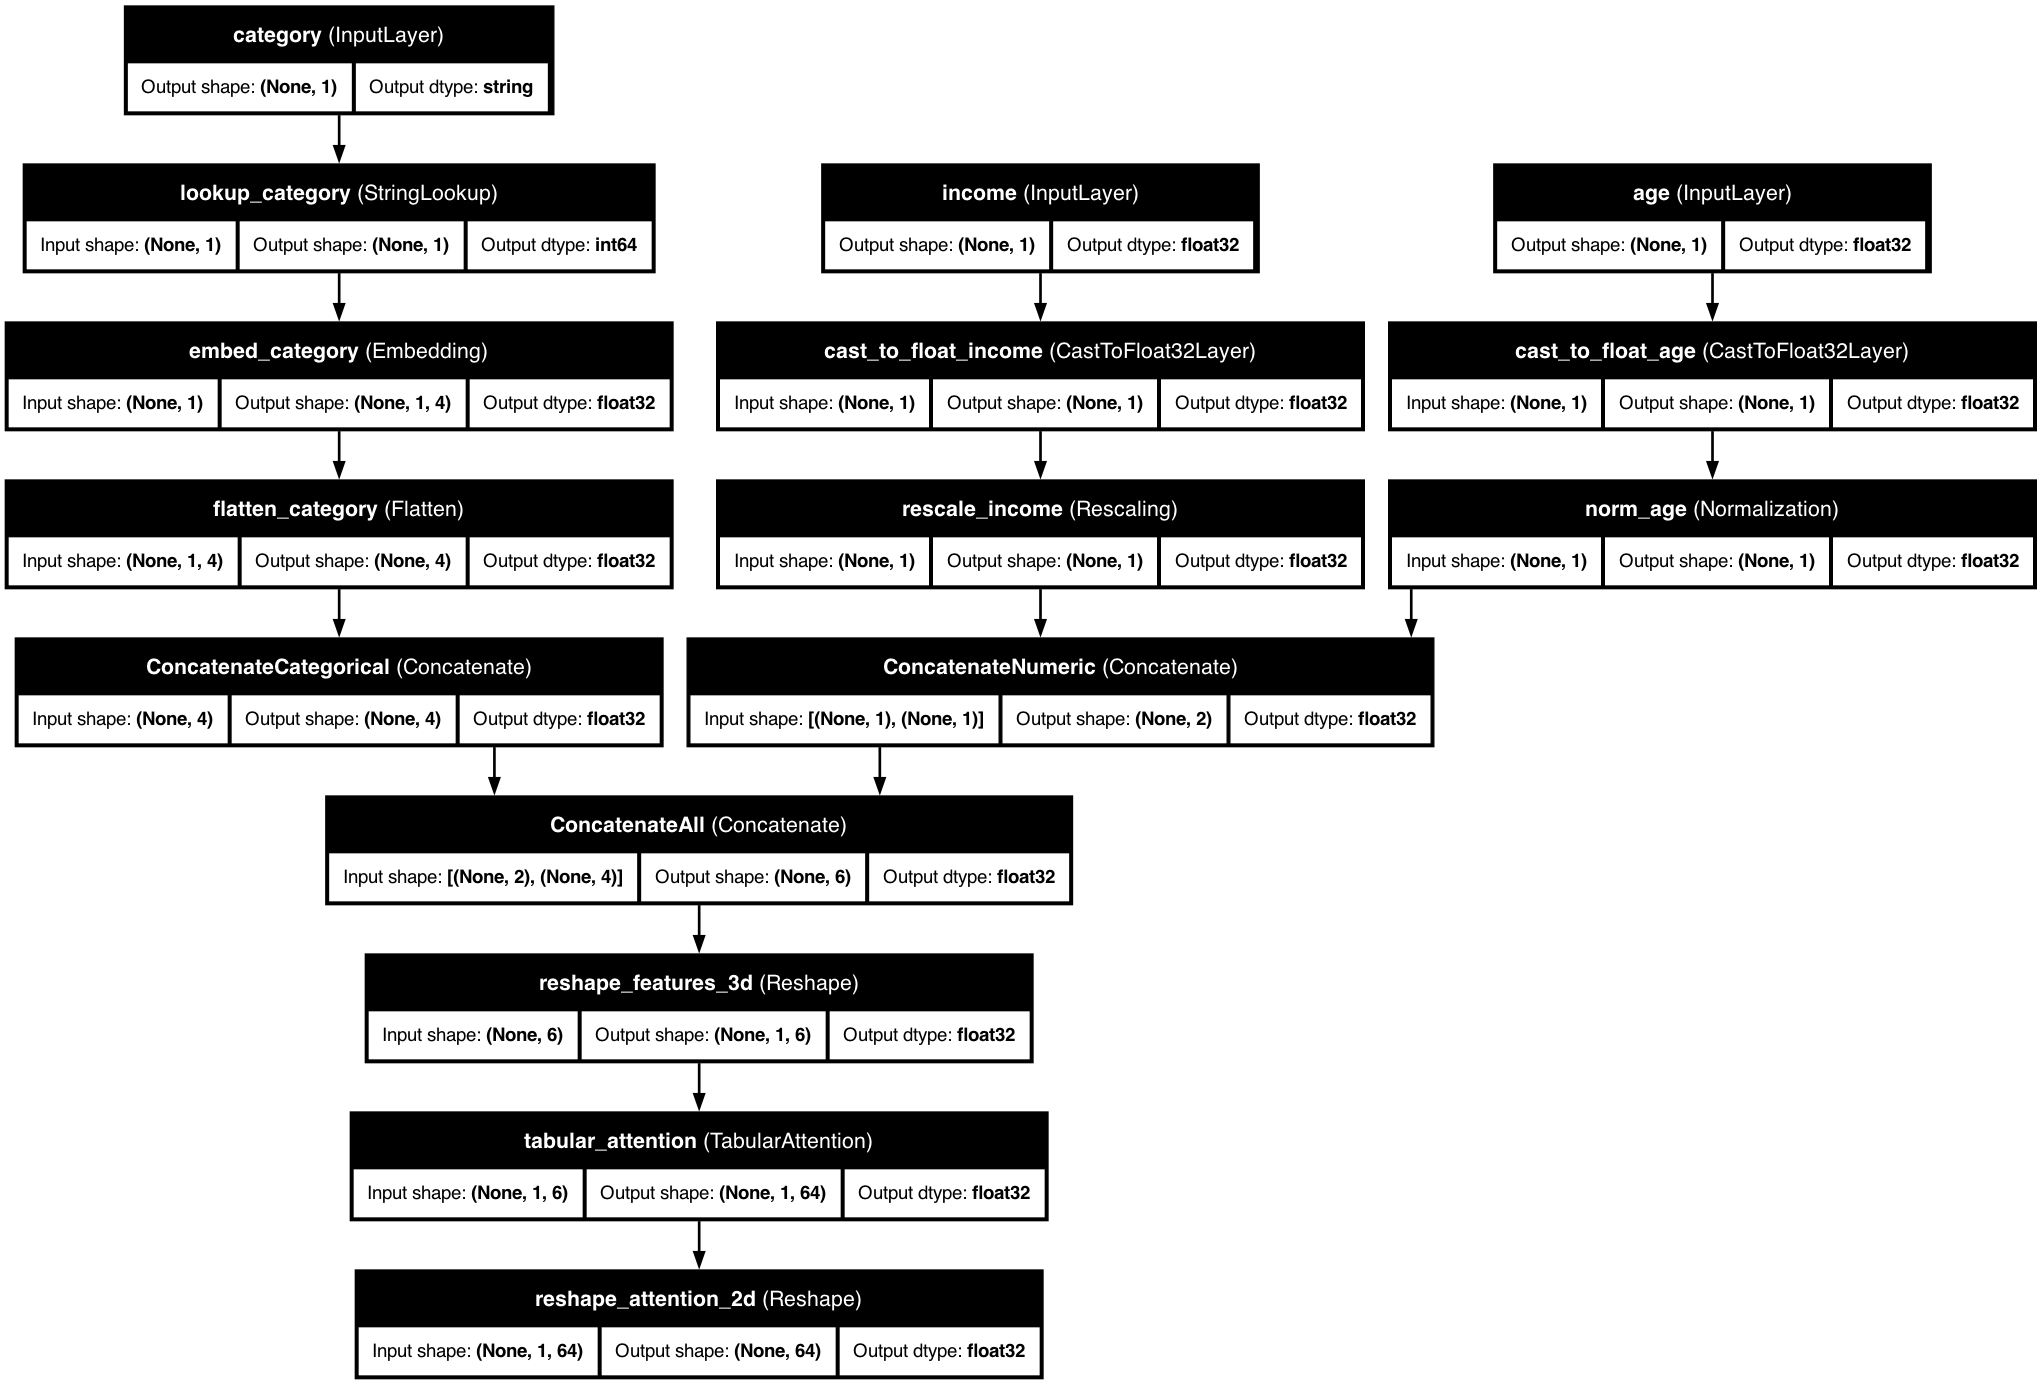 category (InputLayer)
Output shape: (None, 1) Output dtype: string
lookup_category (StringLookup)
Input shape: (None, 1) Output shape: (None, 1) Output dtype: int64
income (InputLayer)
Output shape: (None, 1) Output dtype: float32
age (InputLayer)
Output shape: (None, 1) Output dtype: float32
embed_category (Embedding)
Input shape: (None, 1) Output shape: (None, 1, 4) Output dtype: float32
cast_to_float_income (CastToFloat32Layer)
Input shape: (None, 1) Output shape: (None, 1) Output dtype: float32
cast_to_float_age (CastToFloat32Layer)
Input shape: (None, 1) Output shape: (None, 1) Output dtype: float32
flatten_category (Flatten)
Input shape: (None, 1, 4) Output shape: (None, 4) Output dtype: float32
rescale_income (Rescaling)
Input shape: (None, 1) Output shape: (None, 1) Output dtype: float32
norm_age (Normalization)
Input shape: (None, 1) Output shape: (None, 1) Output dtype: float32
ConcatenateCategorical (Concatenate)
Input shape: (None, 4) Output shape: (None, 4) Output dtype: float32
ConcatenateNumeric (Concatenate)
Input shape: [(None, 1), (None, 1)] Output shape: (None, 2) Output dtype: float32
ConcatenateAll (Concatenate)
Input shape: [(None, 2), (None, 4)] Output shape: (None, 6) Output dtype: float32
reshape_features_3d (Reshape)
Input shape: (None, 6) Output shape: (None, 1, 6) Output dtype: float32
tabular_attention (TabularAttention)
Input shape: (None, 1, 6) Output shape: (None, 1, 64) Output dtype: float32
reshape_attention_2d (Reshape)
Input shape: (None, 1, 64) Output shape: (None, 64) Output dtype: float32